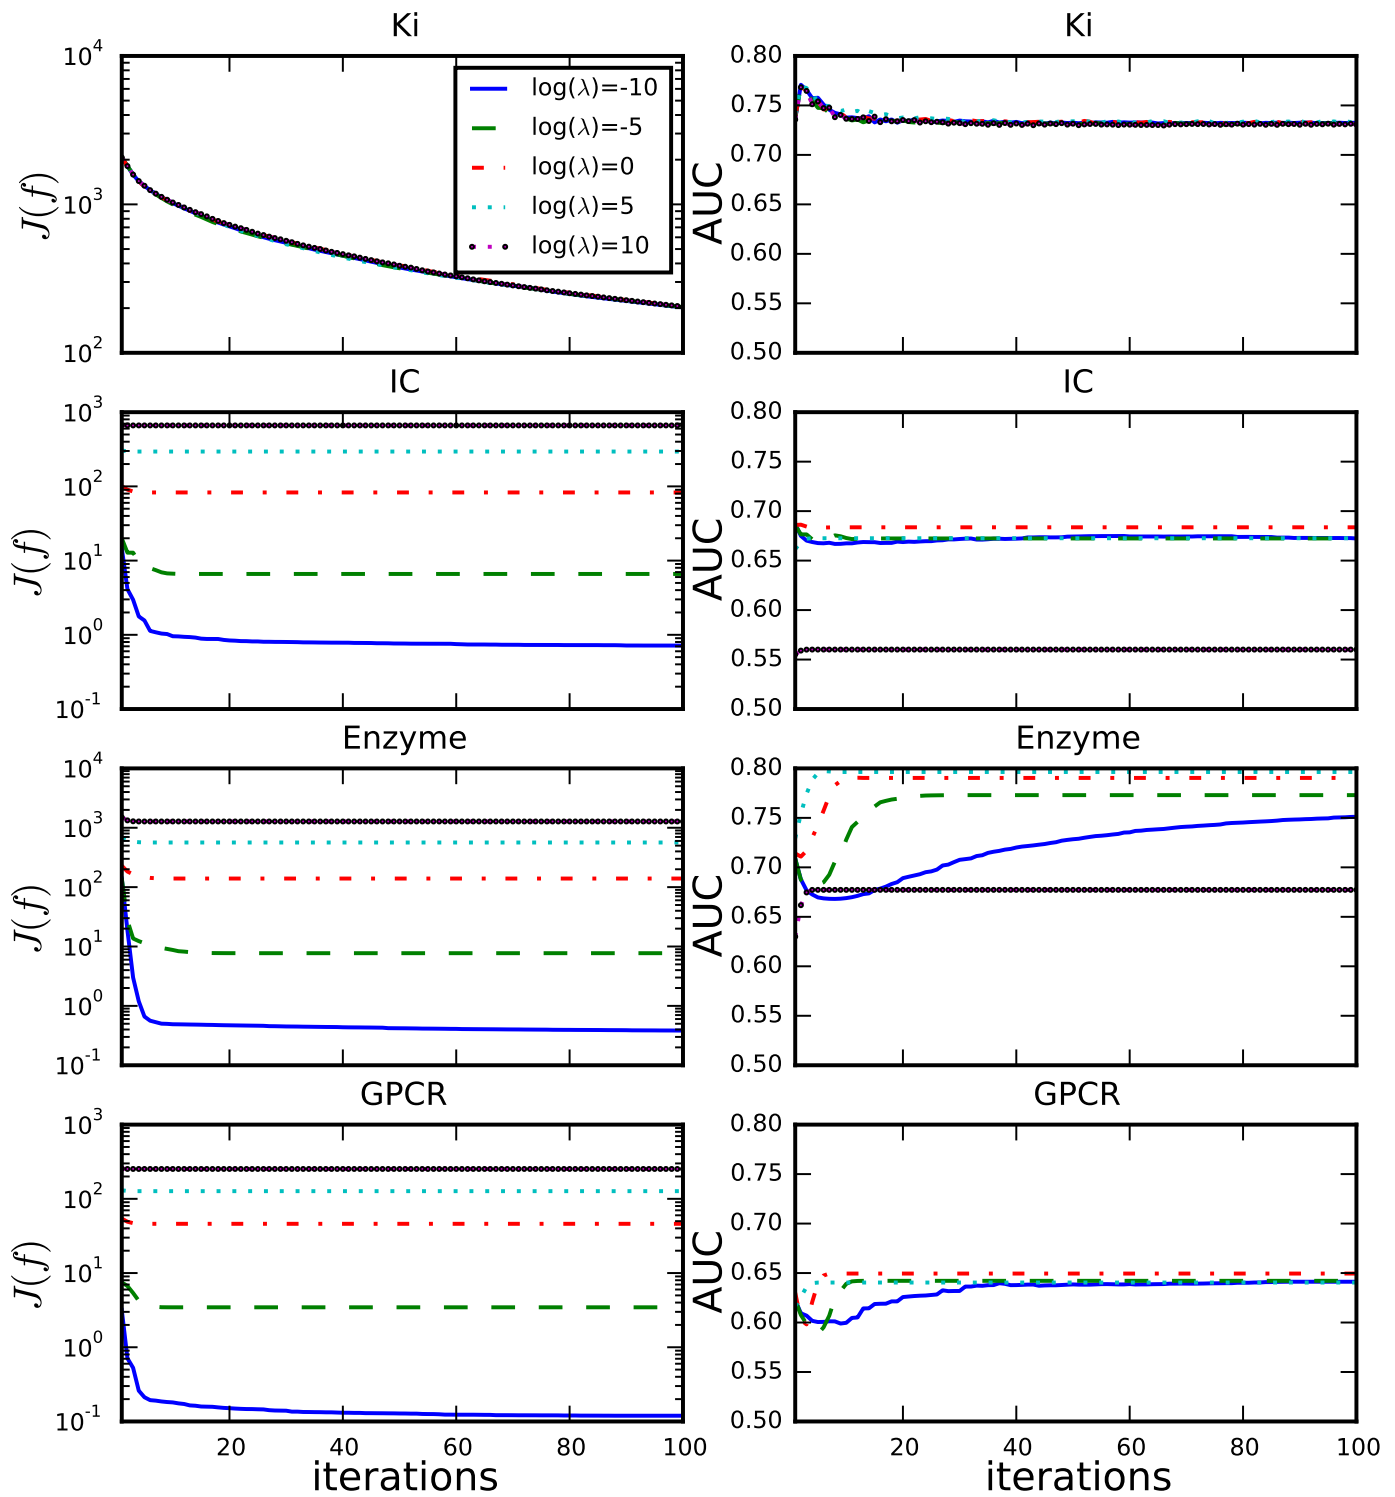 Ki
10^4
10^3
10^2
J(f)
log(λ)=-10
log(λ)=-5
log(λ)=0
log(λ)=5
log(λ)=10
Ki
0.80
0.75
0.70
0.65
0.60
0.55
0.50
AUC
IC
10^3
10^2
10^1
10^0
10^-1
J(f)
IC
0.80
0.75
0.70
0.65
0.60
0.55
0.50
AUC
Enzyme
10^4
10^3
10^2
10^1
10^0
10^-1
J(f)
Enzyme
0.80
0.75
0.70
0.65
0.60
0.55
0.50
AUC
GPCR
10^3
10^2
10^1
10^0
10^-1
J(f)
20 40 60 80 100
iterations
GPCR
0.80
0.75
0.70
0.65
0.60
0.55
0.50
AUC
20 40 60 80 100
iterations